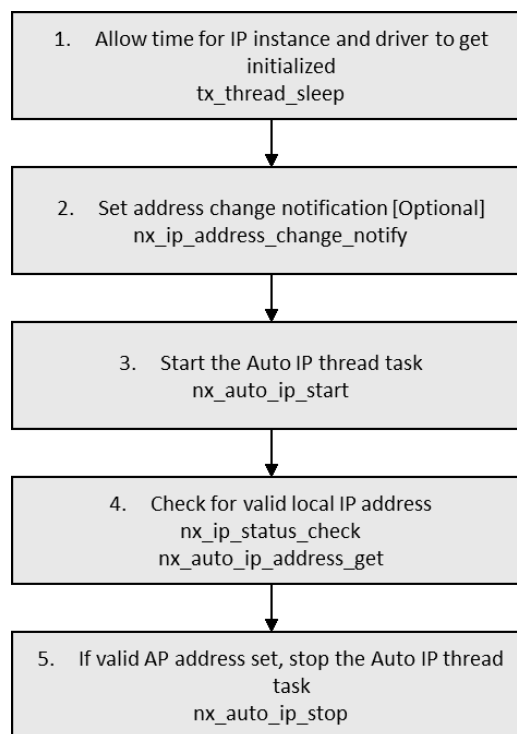 1. Allow time for IP instance and driver to get
initialized
tx_thread_sleep
2. Set address change notification [Optional]
nx_ip_address_change_notify
3. Start the Auto IP thread task
nx_auto_ip_start
4. Check for valid local IP address
nx_ip_status_check
nx_auto_ip_address_get
5. If valid AP address set, stop the Auto IP thread
task
nx_auto_ip_stop